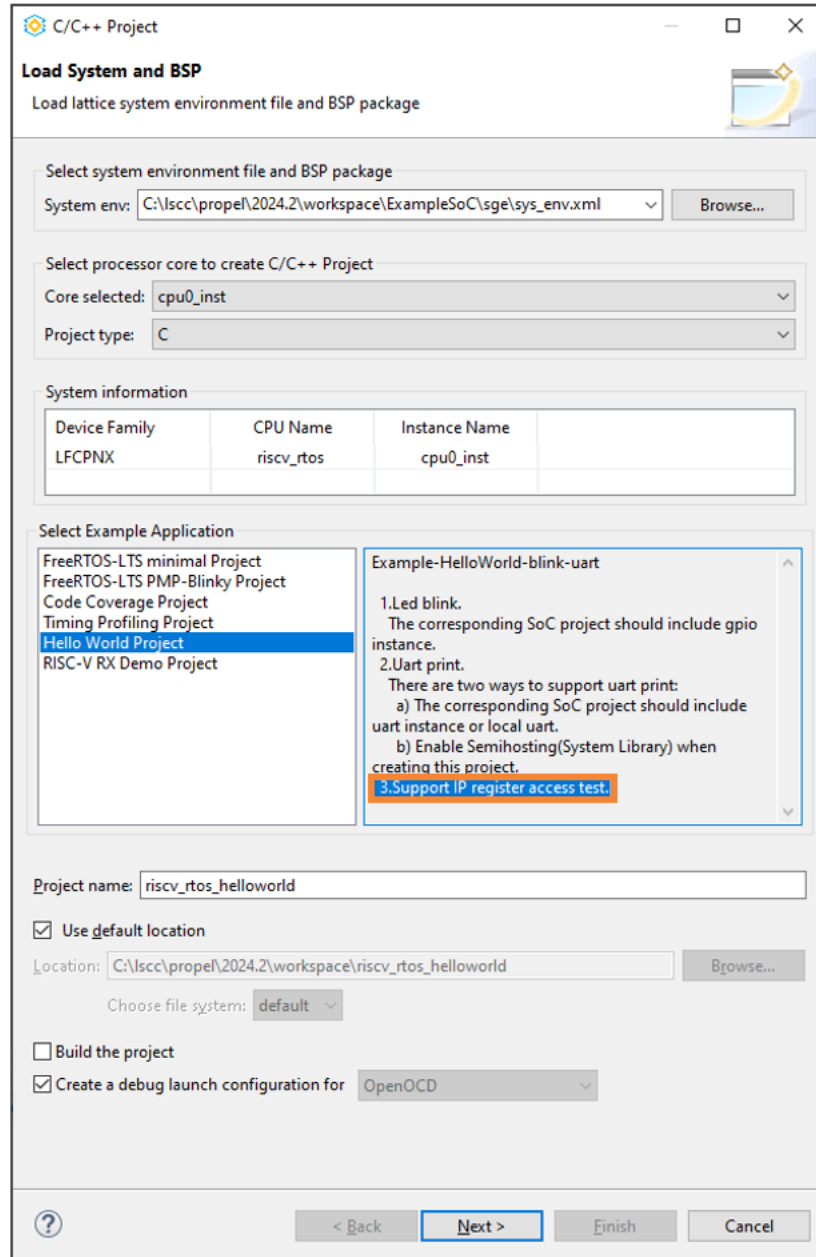 C/C++ Project
Load System and BSP
Load lattice system environment file and BSP package
Select system environment file and BSP package
System env: C:\lscc\propel\2024.2\workspace\ExampleSoC\sge\sys_env.xml Browse...
Select processor core to create C/C++ Project
Core selected: cpu0_inst
Project type: C
System information
Device Family CPU Name Instance Name
LFCPNX riscv_rtos cpu0_inst
Select Example Application
FreeRTOS-LTS minimal Project
FreeRTOS-LTS PMP-Blinky Project
Code Coverage Project
Timing Profiling Project
Hello World Project
RISC-V RX Demo Project
Example-HelloWorld-blink-uart
1.Led blink.
The corresponding SoC project should include gpio
instance.
2.Uart print.
There are two ways to support uart print:
a) The corresponding SoC project should include
uart instance or local uart.
b) Enable Semihosting(System Library) when
creating this project.
3.Support IP register access test.
Project name: riscv_rtos_helloworld
Use default location
Location: C:\lscc\propel\2024.2\workspace\riscv_rtos_helloworld Browse...
Choose file system: default
Build the project
Create a debug launch configuration for OpenOCD
? < Back Next > Finish Cancel